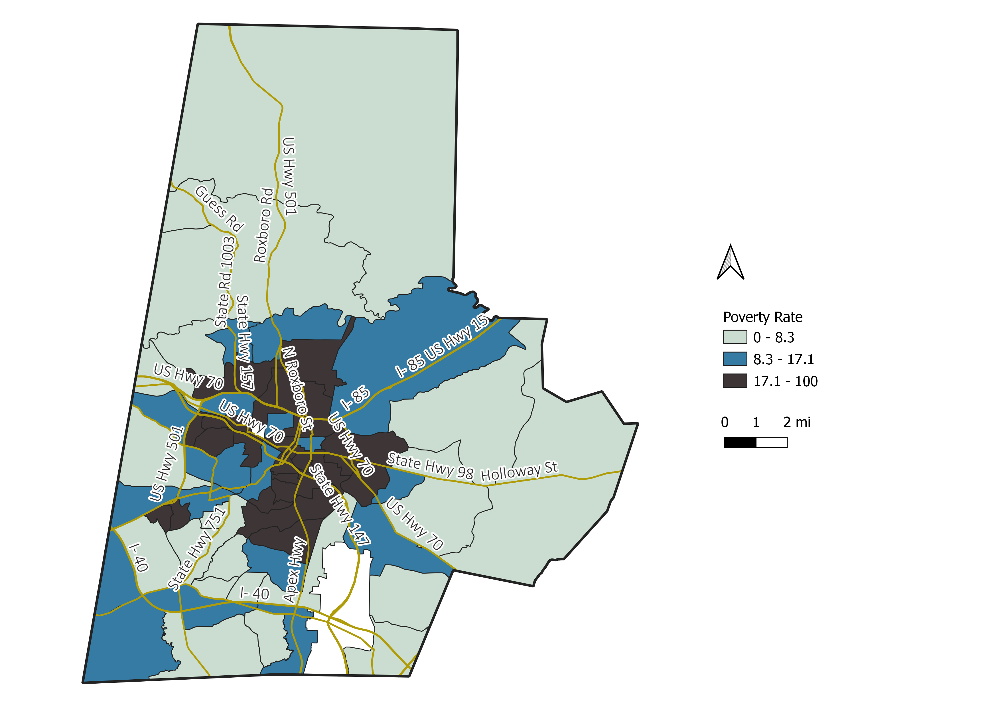 US Hwy 501
Guess Rd
Roxboro Rd
State Rd 1003
State Hwy 157
I- 85 US Hwy 15
N Roxboro St
US Hwy 70
I- 85
US Hwy 70
US Hwy 70
US Hwy 501
State Hwy 98
Holloway St
State Hwy 147
US Hwy 70
State Hwy 751
I- 40
Apex Hwy
I- 40
Poverty Rate
0 - 8.3
8.3 - 17.1
17.1 - 100
0 1 2 mi